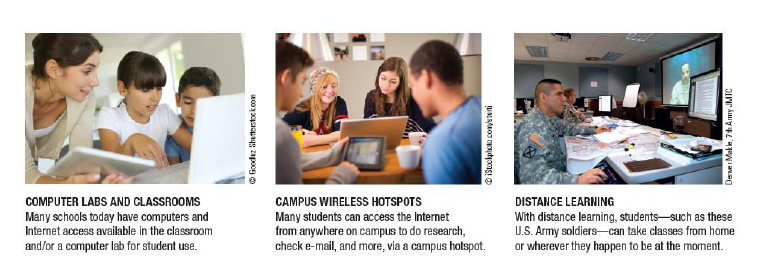 © Goodluz Shutterstock.com
© iStockphoto.com/sturti
Denver Makle, 7th Army JMTC
COMPUTER LABS AND CLASSROOMS
Many schools today have computers and
Internet access available in the classroom
and/or a computer lab for student use.
CAMPUS WIRELESS HOTSPOTS
Many students can access the Internet
from anywhere on campus to do research,
check e-mail, and more, via a campus hotspot.
DISTANCE LEARNING
With distance learning, students—such as these
U.S. Army soldiers—can take classes from home
or wherever they happen to be at the moment.